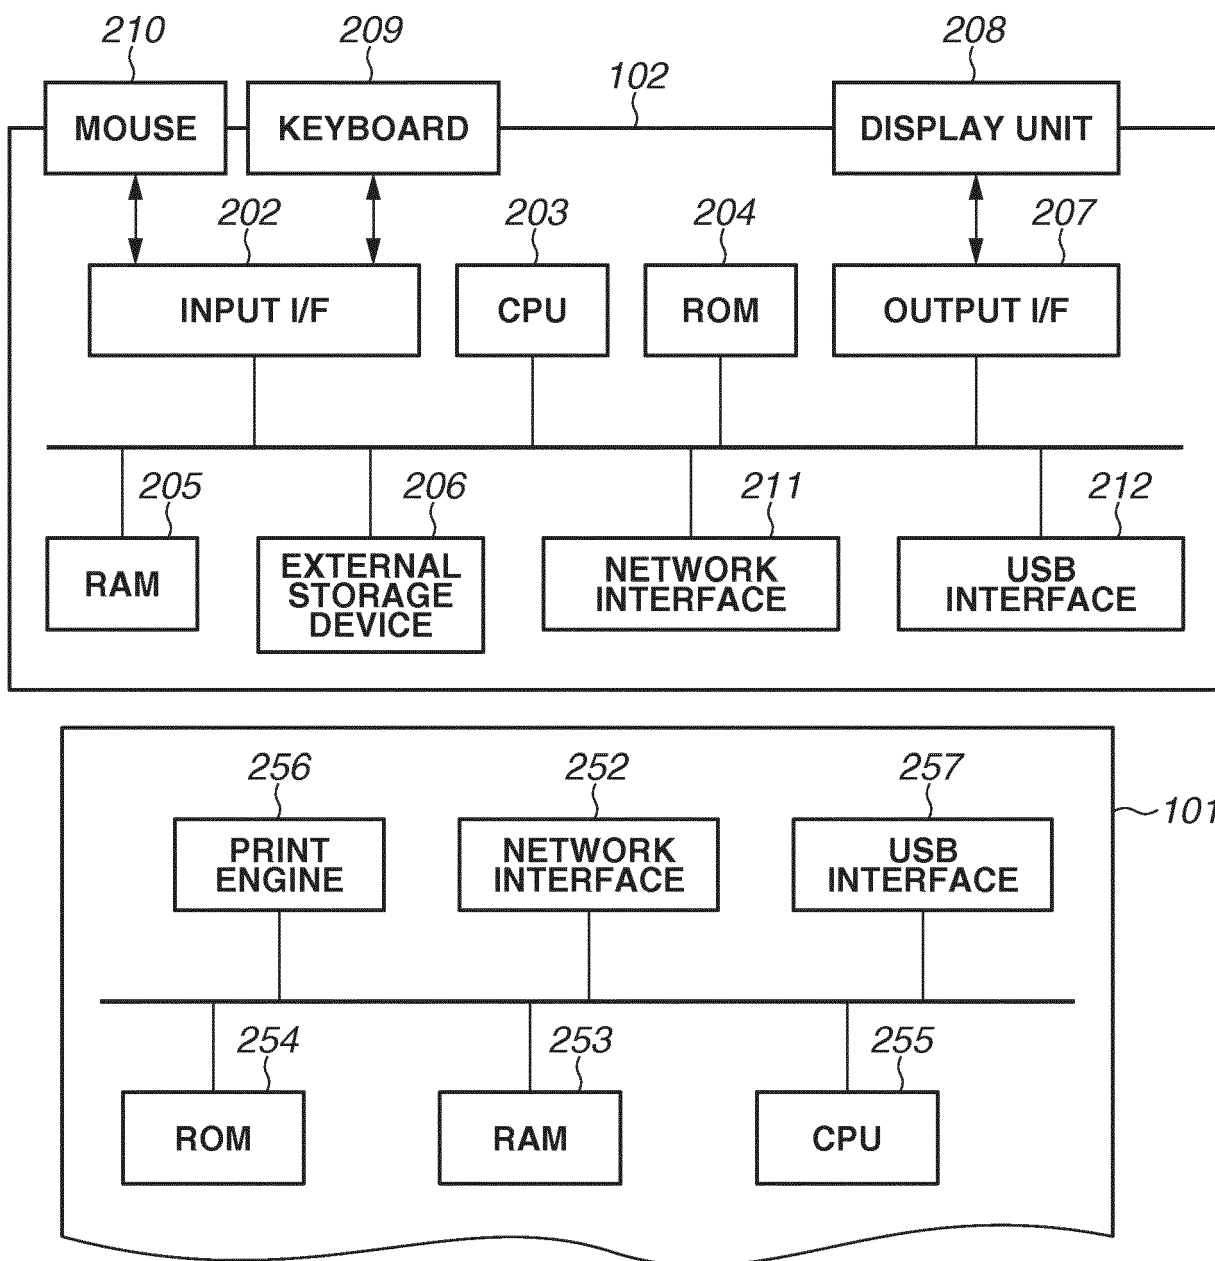 210
209
102
208
MOUSE
KEYBOARD
DISPLAY UNIT
202
203
204
207
INPUT I/F
CPU
ROM
OUTPUT I/F
205
206
211
212
RAM
EXTERNAL
STORAGE
DEVICE
NETWORK
INTERFACE
USB
INTERFACE
256
252
257
101
PRINT
ENGINE
NETWORK
INTERFACE
USB
INTERFACE
254
253
255
ROM
RAM
CPU